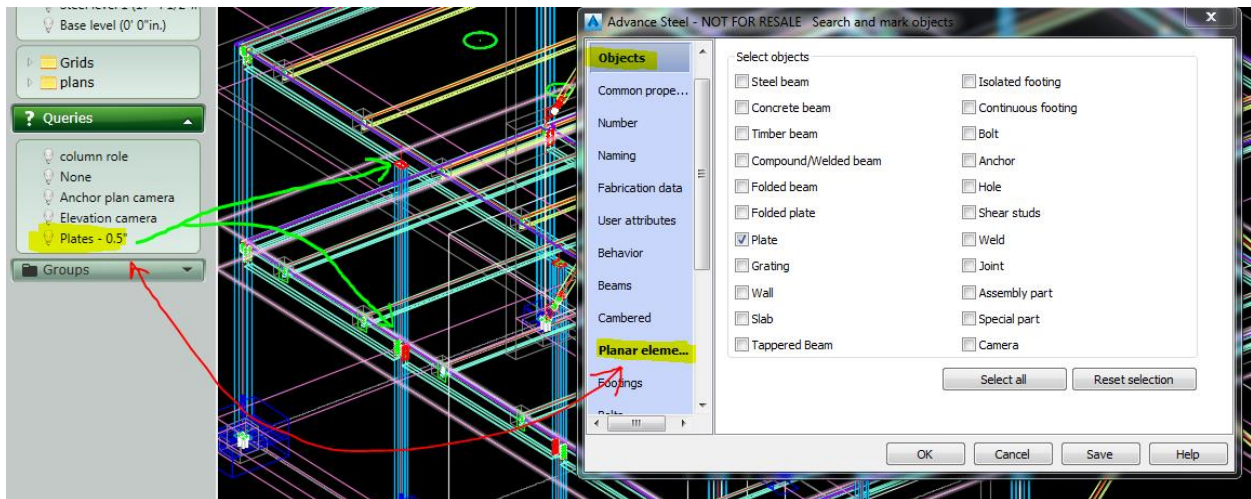 Base level (0' 0"in.)
Grids
plans
? Queries
column role
None
Anchor plan camera
Elevation camera
Plates - 0.5"
Groups
Advance Steel - NOT FOR RESALE Search and mark objects
x
Objects
Common prope...
Number
Naming
Fabrication data
User attributes
Behavior
Beams
Cambered
Planar eleme...
Footings
Select objects
Steel beam
Concrete beam
Timber beam
Compound/Welded beam
Folded beam
Folded plate
Plate
Grating
Wall
Slab
Tappered Beam
Isolated footing
Continuous footing
Bolt
Anchor
Hole
Shear studs
Weld
Joint
Assembly part
Special part
Camera
Select all
Reset selection
OK
Cancel
Save
Help